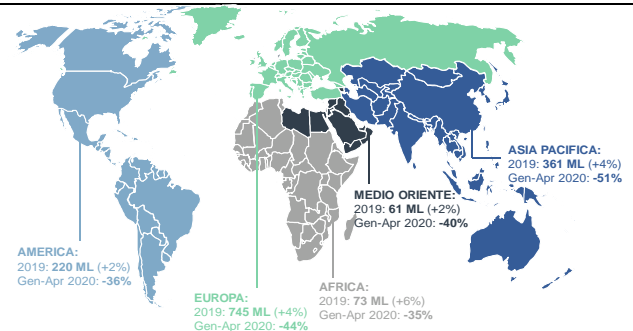 ASIA PACIFICA:
2019: 361 ML (+4%)
Gen-Apr 2020: -51%
MEDIO ORIENTE:
2019: 61 ML (+2%)
Gen-Apr 2020: -40%
AMERICA:
2019: 220 ML (+2%)
Gen-Apr 2020: -36%
AFRICA:
2019: 73 ML (+6%)
Gen-Apr 2020: -35%
EUROPA:
2019: 745 ML (+4%)
Gen-Apr 2020: -44%